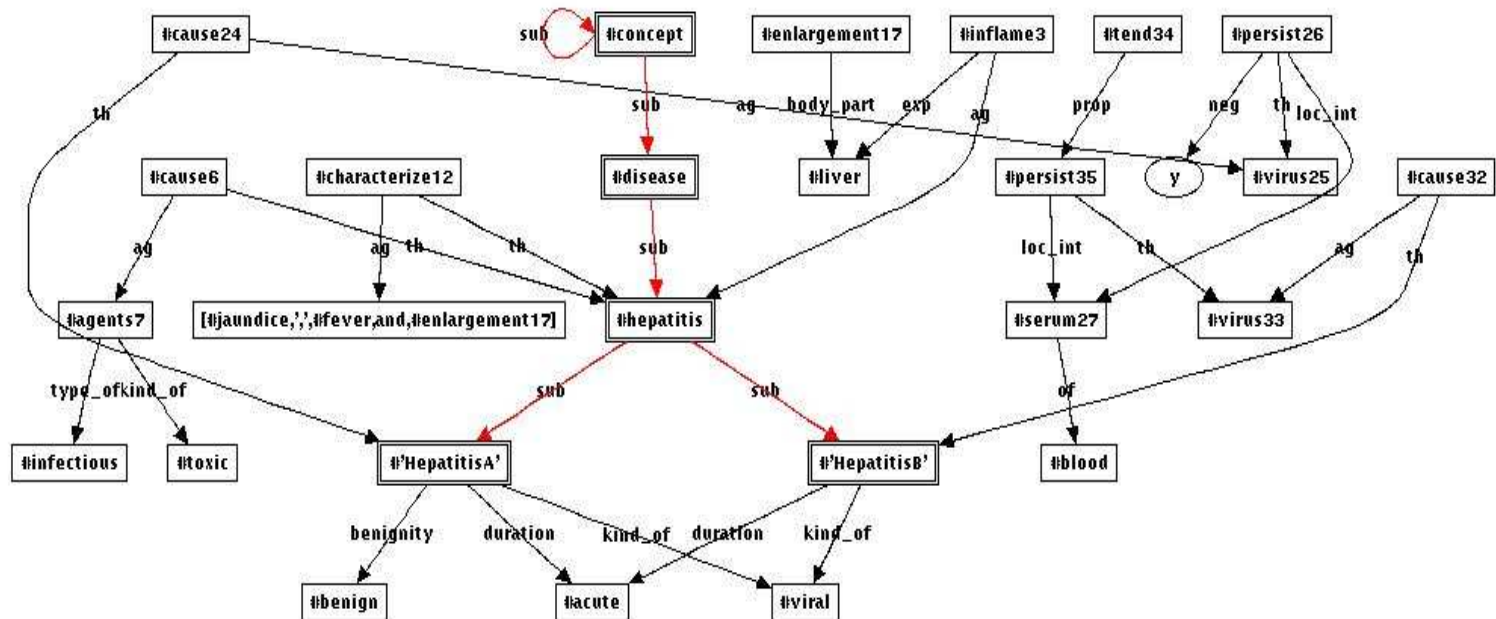 #cause24
sub
#concept
#enlargement17
#inflame3
#tend34
#persist26
th
sub
ag
body_part
exp
ag
prop
neg
th
loc_int
#cause6
#characterize12
#disease
#liver
#persist35
y
#virus25
#cause32
ag
th
ag
th
sub
loc_int
th
ag
th
#agents7
[#jaundice,',',#fever,and,#enlargement17]
#hepatitis
#serum27
#virus33
type_of
kind_of
sub
sub
of
#infectious
#toxic
#'HepatitisA'
#'HepatitisB'
#blood
benignity
duration
kind_of
duration
kind_of
#benign
#acute
#viral